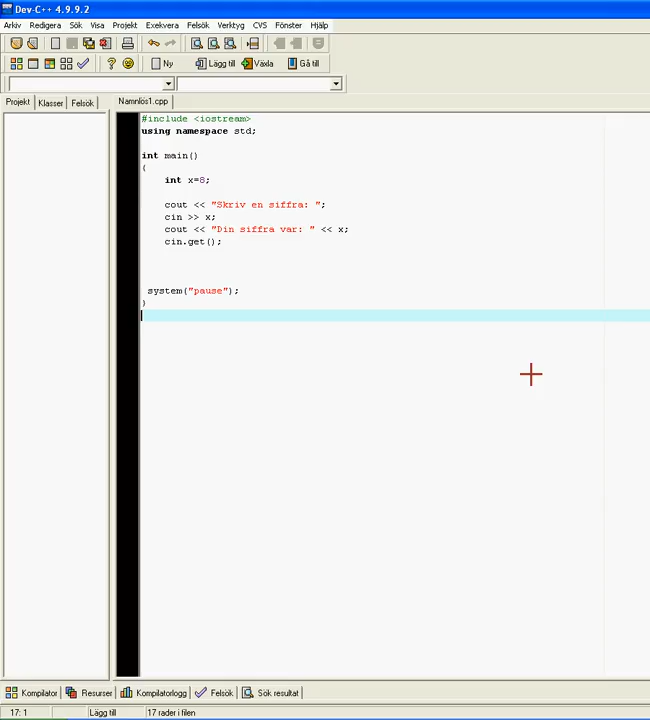 Dev-C++ 4.9.9.2
Arkiv Redigera Sök Visa Projekt Exekvera Felsök Verktyg CVS Fönster Hjälp
Ny Lägg till Växla Gå till
Projekt Klasser Felsök Namnlös1.cpp
#include <iostream>
using namespace std;
int main()
{
int x=8;
cout << "Skriv en siffra: ";
cin >> x;
cout << "Din siffra var: " << x;
cin.get();
system("pause");
}
Kompilator Resurser Kompilatorlogg Felsök Sök resultat
17: 1 Lägg till 17 rader i filen